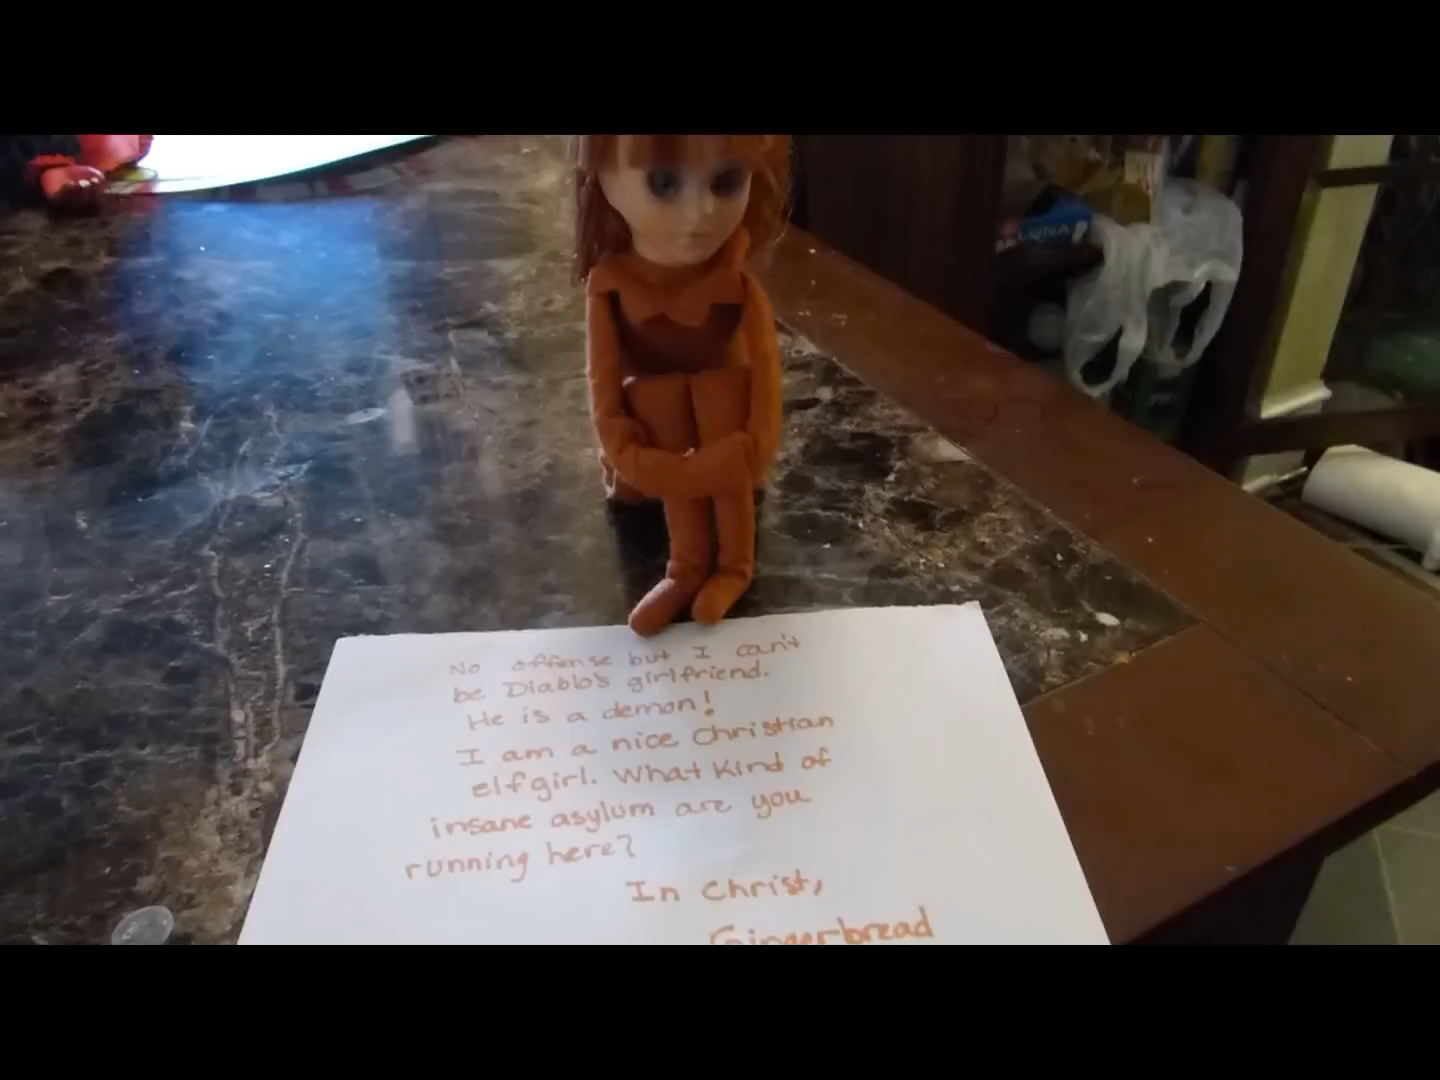 No offense but I can't
be Diablo's girlfriend.
He is a demon!
I am a nice Christian
elfgirl. What kind of
insane asylum are you
running here?
In Christ,
Gingerbread